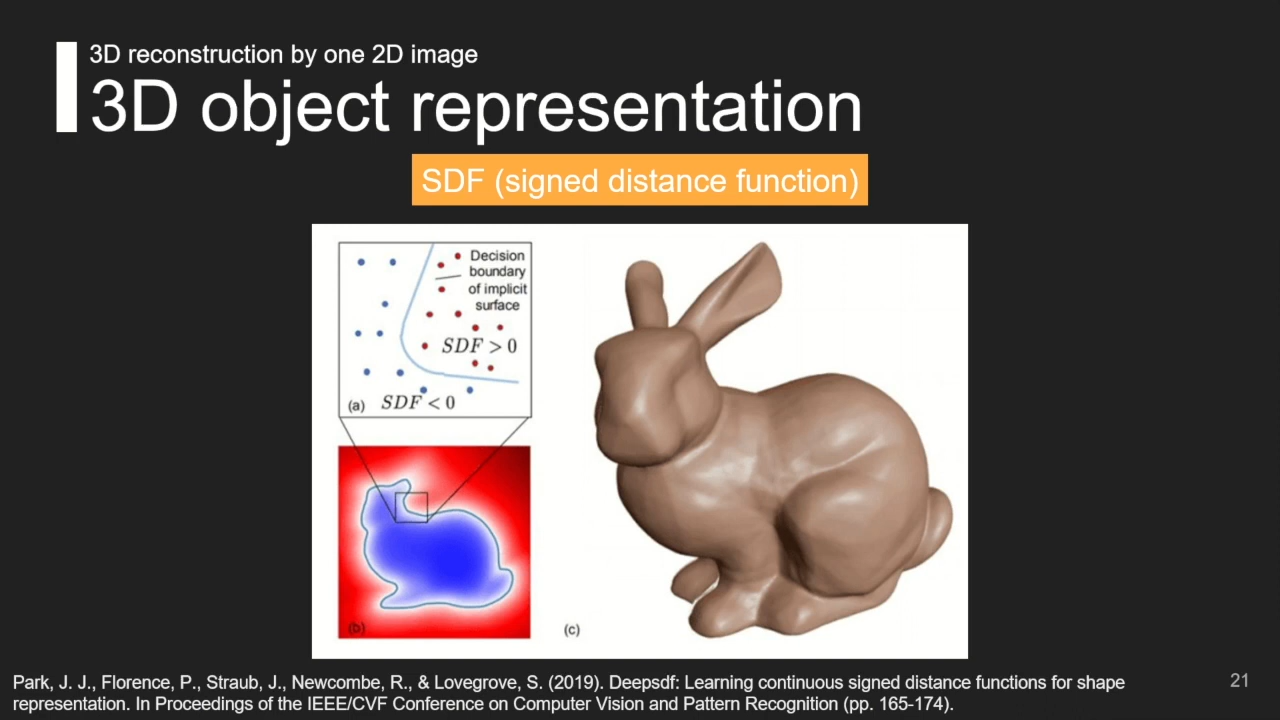 3D reconstruction by one 2D image
3D object representation
SDF (signed distance function)
Decision
boundary
of implicit
surface
SDF > 0
(a) SDF < 0
(b)
(c)
Park, J. J., Florence, P., Straub, J., Newcombe, R., & Lovegrove, S. (2019). Deepsdf: Learning continuous signed distance functions for shape
representation. In Proceedings of the IEEE/CVF Conference on Computer Vision and Pattern Recognition (pp. 165-174).
21